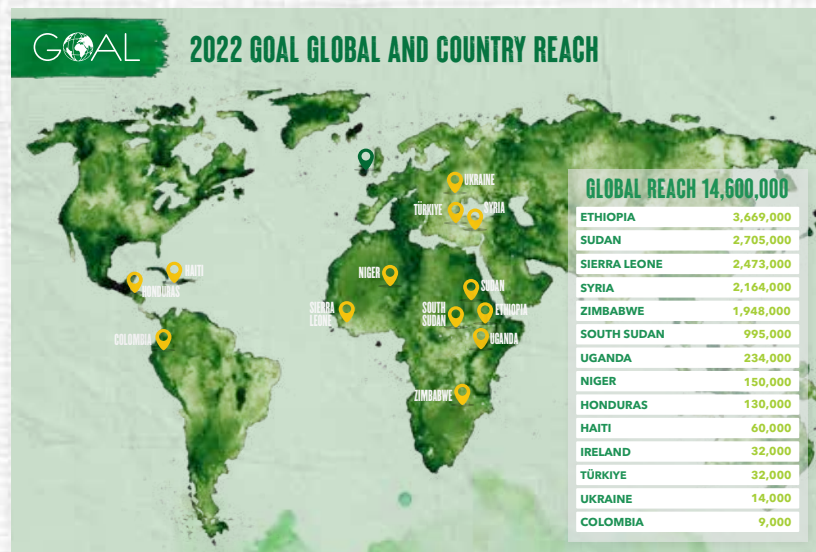 GOAL
2022 GOAL GLOBAL AND COUNTRY REACH
UKRAINE
TÜRKIYE
SYRIA
HAITI
HONDURAS
NIGER
SUDAN
SIERRA
LEONE
SOUTH
SUDAN
ETHIOPIA
COLOMBIA
UGANDA
ZIMBABWE
GLOBAL REACH 14,600,000
ETHIOPIA 3,669,000
SUDAN 2,705,000
SIERRA LEONE 2,473,000
SYRIA 2,164,000
ZIMBABWE 1,948,000
SOUTH SUDAN 995,000
UGANDA 234,000
NIGER 150,000
HONDURAS 130,000
HAITI 60,000
IRELAND 32,000
TÜRKIYE 32,000
UKRAINE 14,000
COLOMBIA 9,000